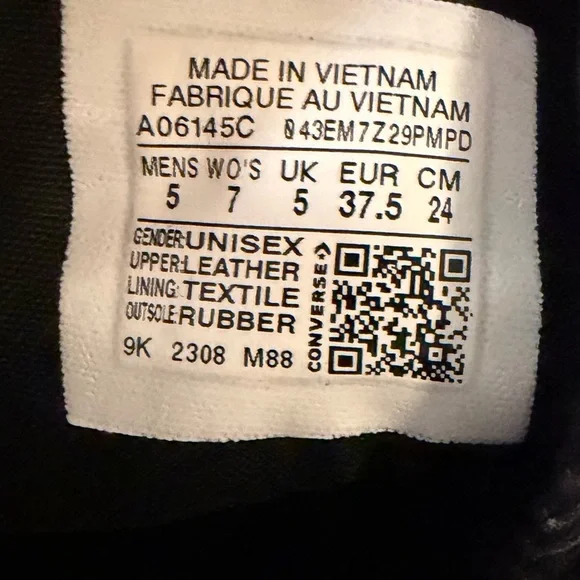 MADE IN VIETNAM
FABRIQUE AU VIETNAM
A06145C 043EM7Z29PMPD
MENS WO'S UK EUR CM
5 7 5 37.5 24
GENDER:UNISEX
UPPER:LEATHER
LINING:TEXTILE
OUTSOLE:RUBBER
9K 2308 M88
CONVERSE